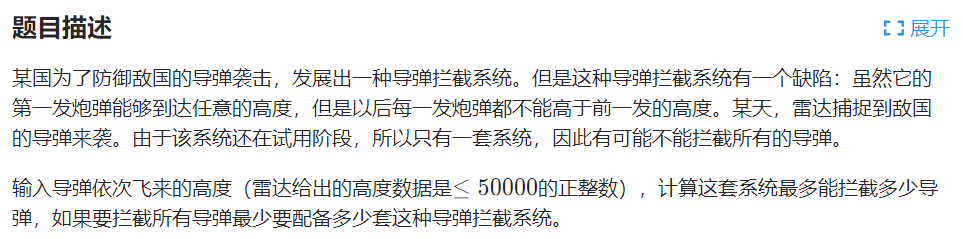 题目描述
展开
某国为了防御敌国的导弹袭击，发展出一种导弹拦截系统。但是这种导弹拦截系统有一个缺陷：虽然它的
第一发炮弹能够到达任意的高度，但是以后每一发炮弹都不能高于前一发的高度。某天，雷达捕捉到敌国
的导弹来袭。由于该系统还在试用阶段，所以只有一套系统，因此有可能不能拦截所有的导弹。
输入导弹依次飞来的高度（雷达给出的高度数据是≤ 50000的正整数），计算这套系统最多能拦截多少导
弹，如果要拦截所有导弹最少要配备多少套这种导弹拦截系统。